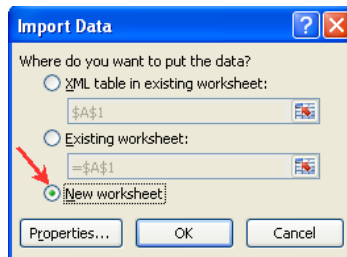 Import Data
Where do you want to put the data?
XML table in existing worksheet:
$A$1
Existing worksheet:
=$A$1
New worksheet
Properties... OK Cancel